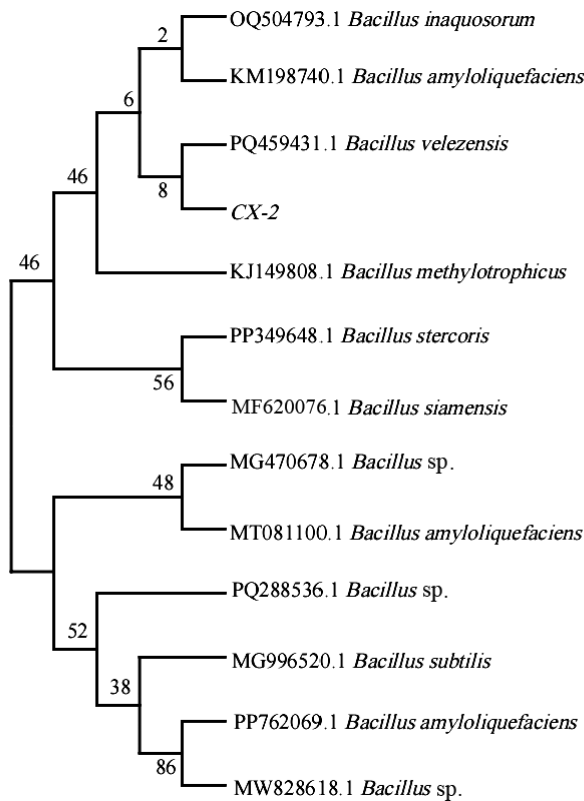 OQ504793.1 Bacillus inaquosorum
2
KM198740.1 Bacillus amyloliquefaciens
6
PQ459431.1 Bacillus velezensis
46
8
CX-2
46
KJ149808.1 Bacillus methylotrophicus
PP349648.1 Bacillus stercoris
56
MF620076.1 Bacillus siamensis
MG470678.1 Bacillus sp.
48
MT081100.1 Bacillus amyloliquefaciens
PQ288536.1 Bacillus sp.
52
MG996520.1 Bacillus subtilis
38
PP762069.1 Bacillus amyloliquefaciens
86
MW828618.1 Bacillus sp.